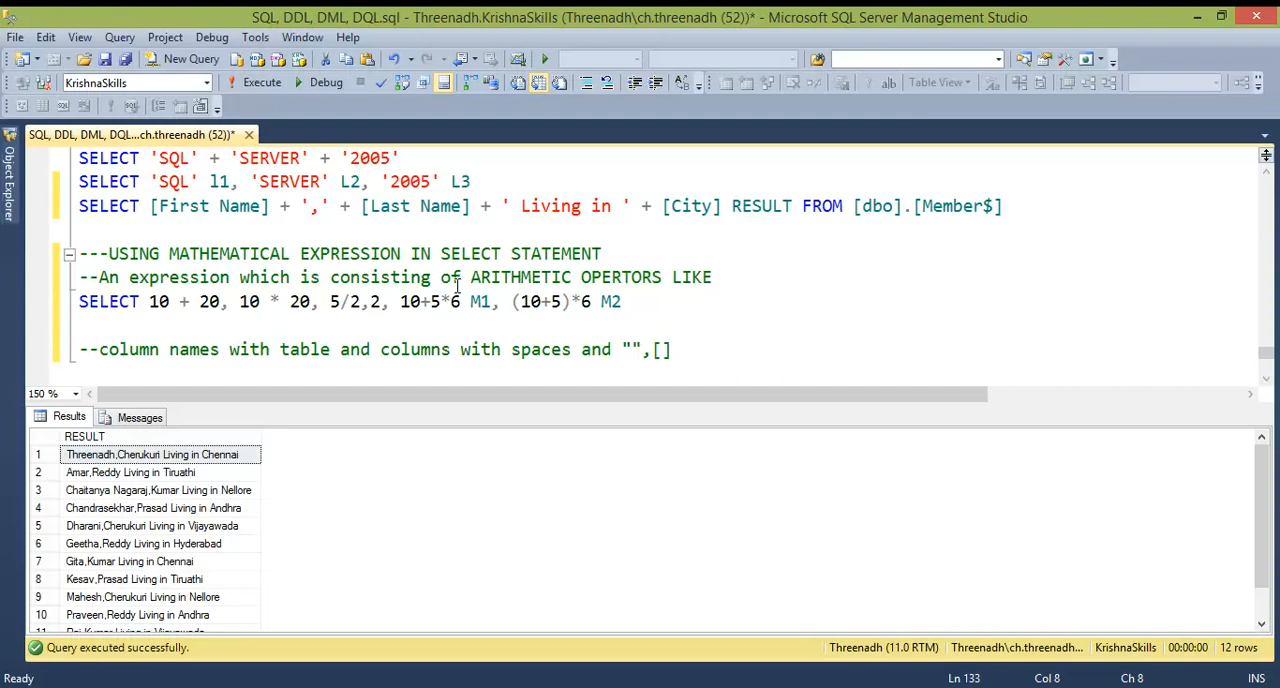 SQL, DDL, DML, DQL.sql - Threenadh.KrishnaSkills (Threenadh\ch.threenadh (52))* - Microsoft SQL Server Management Studio
File Edit View Query Project Debug Tools Window Help
New Query
KrishnaSkills Execute Debug Table View
SQL, DDL, DML, DQL...ch.threenadh (52))*
Object Explorer
SELECT 'SQL' + 'SERVER' + '2005'
SELECT 'SQL' l1, 'SERVER' L2, '2005' L3
SELECT [First Name] + ',' + [Last Name] + ' Living in ' + [City] RESULT FROM [dbo].[Member$]
---USING MATHEMATICAL EXPRESSION IN SELECT STATEMENT
--An expression which is consisting of ARITHMETIC OPERTORS LIKE
SELECT 10 + 20, 10 * 20, 5/2,2, 10+5*6 M1, (10+5)*6 M2
--column names with table and columns with spaces and "",[]
150 %
Results Messages
RESULT
1 Threenadh,Cherukuri Living in Chennai
2 Amar,Reddy Living in Tiruathi
3 Chaitanya Nagaraj,Kumar Living in Nellore
4 Chandrasekhar,Prasad Living in Andhra
5 Dharani,Cherukuri Living in Vijayawada
6 Geetha,Reddy Living in Hyderabad
7 Gita,Kumar Living in Chennai
8 Kesav,Prasad Living in Tiruathi
9 Mahesh,Cherukuri Living in Nellore
10 Praveen,Reddy Living in Andhra
Query executed successfully. Threenadh (11.0 RTM) Threenadh\ch.threenadh... KrishnaSkills 00:00:00 12 rows
Ready Ln 133 Col 8 Ch 8 INS